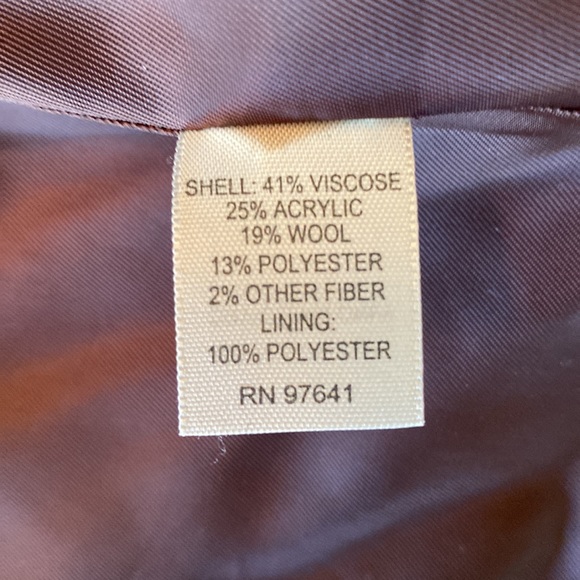 SHELL: 41% VISCOSE
25% ACRYLIC
19% WOOL
13% POLYESTER
2% OTHER FIBER
LINING:
100% POLYESTER
RN 97641